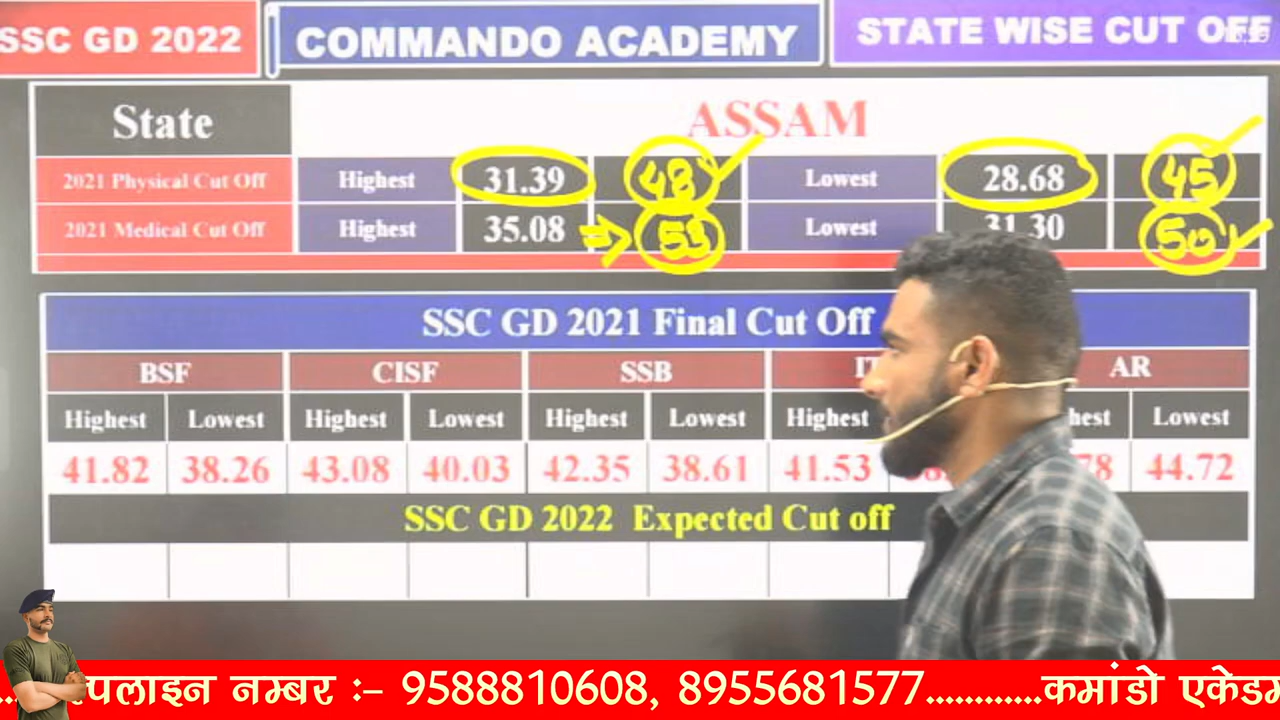 SSC GD 2022 COMMANDO ACADEMY STATE WISE CUT OFF
State ASSAM
2021 Physical Cut Off Highest 31.39 48 Lowest 28.68 45
2021 Medical Cut Off Highest 35.08 53 Lowest 31.30 50
SSC GD 2021 Final Cut Off
BSF CISF SSB AR
Highest Lowest Highest Lowest Highest Lowest Highest Lowest
41.82 38.26 43.08 40.03 42.35 38.61 41.53 44.72
SSC GD 2022 Expected Cut off
नम्बर :- 9588810608, 8955681577............कमांडो